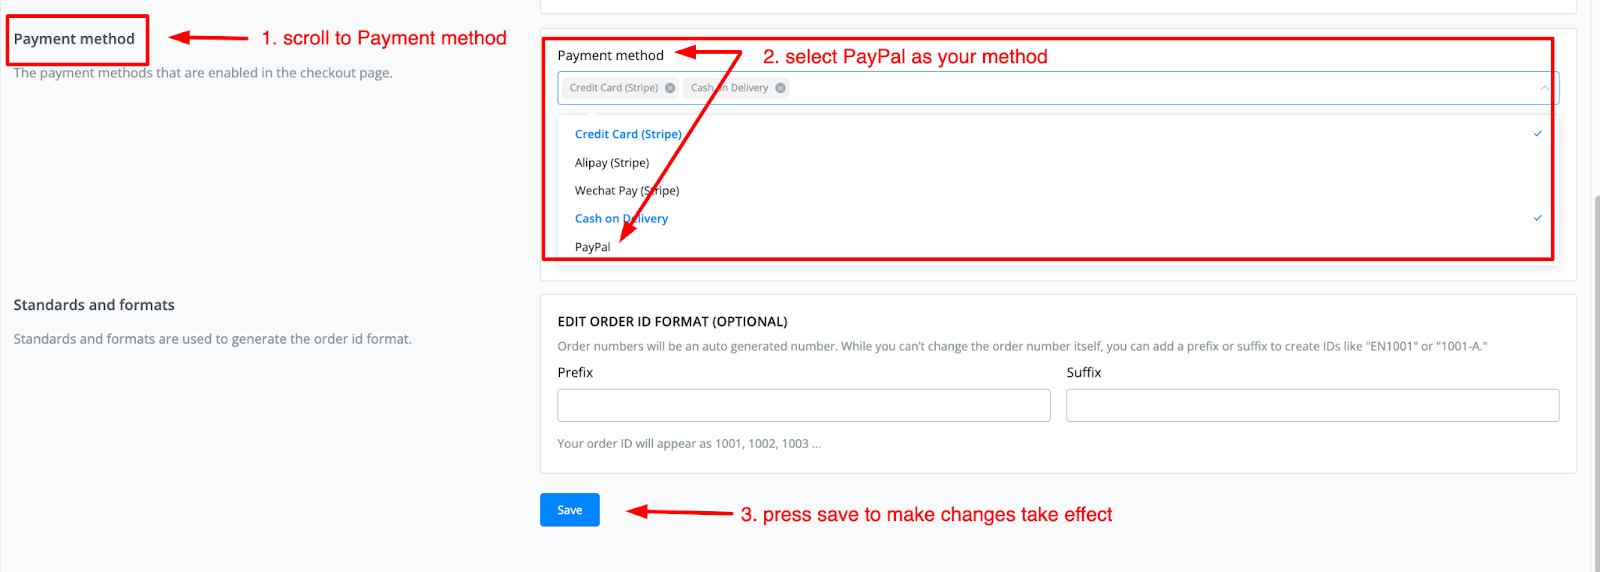 Payment method
1. scroll to Payment method
The payment methods that are enabled in the checkout page.
Payment method
2. select PayPal as your method
Credit Card (Stripe) Cash on Delivery
Credit Card (Stripe)
Alipay (Stripe)
Wechat Pay (Stripe)
Cash on Delivery
PayPal
Standards and formats
Standards and formats are used to generate the order id format.
EDIT ORDER ID FORMAT (OPTIONAL)
Order numbers will be an auto generated number. While you can't change the order number itself, you can add a prefix or suffix to create IDs like "EN1001" or "1001-A."
Prefix
Suffix
Your order ID will appear as 1001, 1002, 1003 ...
Save
3. press save to make changes take effect